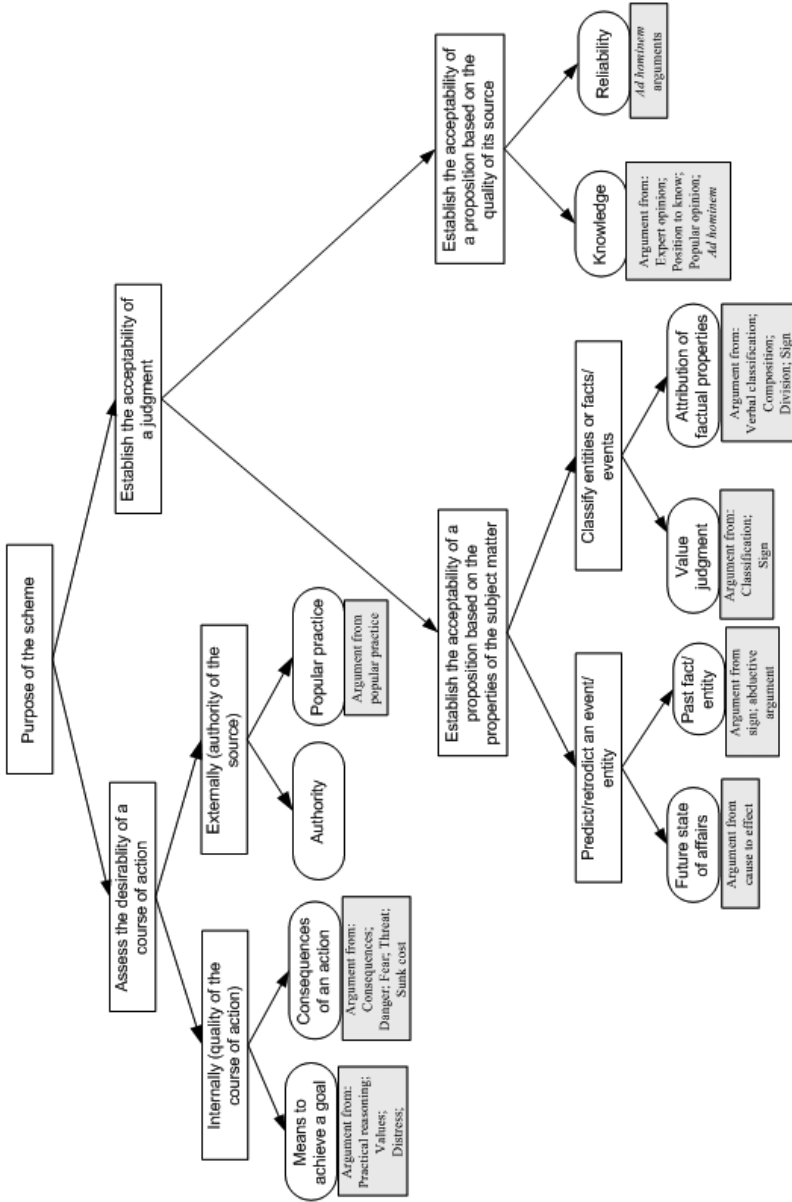 Purpose of the scheme
Assess the desirablity of a
course of action
Establish the acceptability of
a judgment
Internally (quality of the
course of action)
Externally (authority of the
source)
Means to
achieve a goal
Argument from:
Practical reasoning;
Values;
Distress;
Consequences
of an action
Argument from:
Consequences;
Danger; Fear; Threat;
Sunk cost
Authority
Popular practice
Argument from
popular practice
Establish the acceptability of a
proposition based on the
properties of the subject matter
Establish the acceptability of
a proposition based on the
quality of its source
Predict/retrodict an event/
entity
Classify entities or facts/
events
Knowledge
Argument from:
Expert opinion;
Position to know;
Popular opinion;
Ad hominem
Reliability
Ad hominem
arguments
Future state
of affairs
Argument from
cause to effect
Past fact/
entity
Argument from
sign; abductive
argument
Value
judgment
Argument from:
Classification;
Sign
Attribution of
factual properties
Argument from:
Verbal classification;
Composition;
Division; Sign